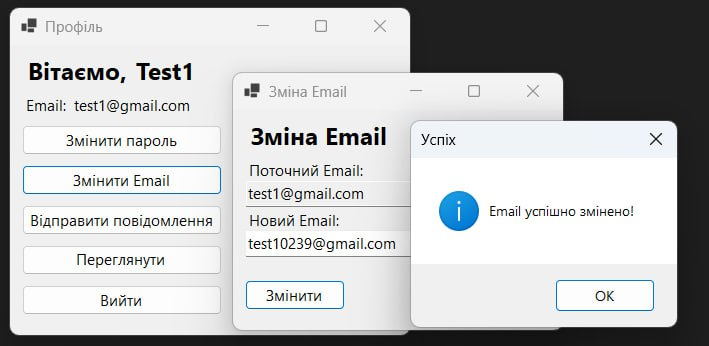 Профіль
Вітаємо, Test1
Email: test1@gmail.com
Змінити пароль
Змінити Email
Відправити повідомлення
Переглянути
Вийти
Зміна Email
Зміна Email
Поточний Email:
test1@gmail.com
Новий Email:
test10239@gmail.com
Змінити
Успіх
Email успішно змінено!
OK